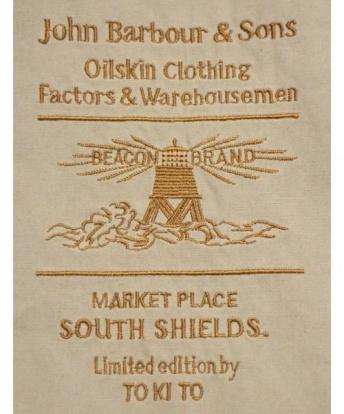 John Barbour & Sons
Oilskin Clothing
Factors & Warehousemen
BEACON BRAND
MARKET PLACE
SOUTH SHIELDS.
Limited edition by
TO KI TO